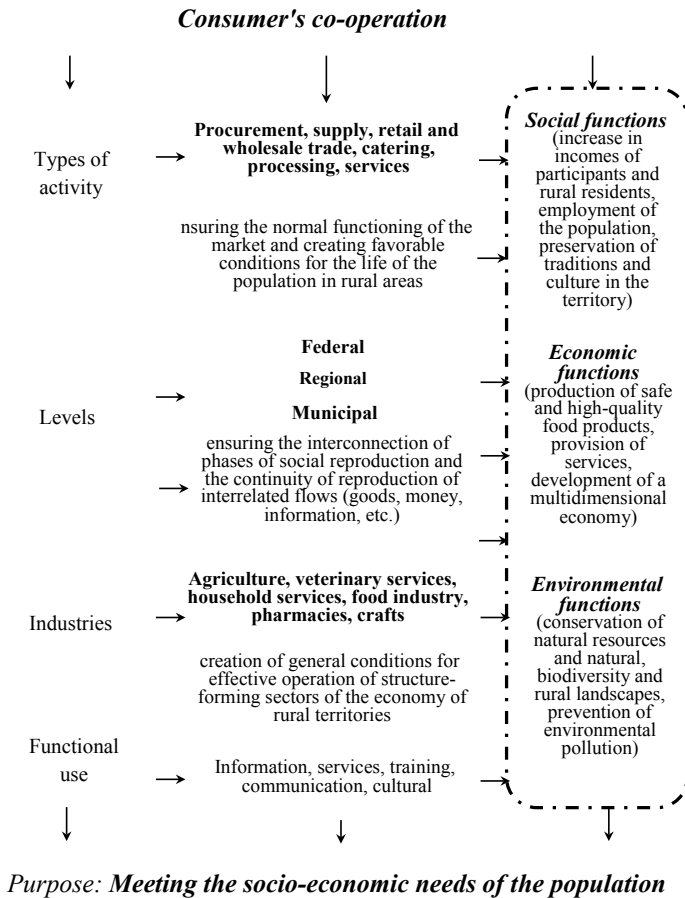 Consumer's co-operation
Types of
activity
Procurement, supply, retail and
wholesale trade, catering,
processing, services
nsuring the normal functioning of the
market and creating favorable
conditions for the life of the
population in rural areas
Social functions
(increase in
incomes of
participants and
rural residents,
employment of
the population,
preservation of
traditions and
culture in the
territory)
Levels
Federal
Regional
Municipal
ensuring the interconnection of
phases of social reproduction and
the continuity of reproduction of
interrelated flows (goods, money,
information, etc.)
Economic
functions
(production of safe
and high-quality
food products,
provision of
services,
development of a
multidimensional
economy)
Industries
Agriculture, veterinary services,
household services, food industry,
pharmacies, crafts
creation of general conditions for
effective operation of structure-
forming sectors of the economy of
rural territories
Environmental
functions
(conservation of
natural resources
and natural,
biodiversity and
rural landscapes,
prevention of
environmental
pollution)
Functional
use
Information, services, training,
communication, cultural
Purpose: Meeting the socio-economic needs of the population